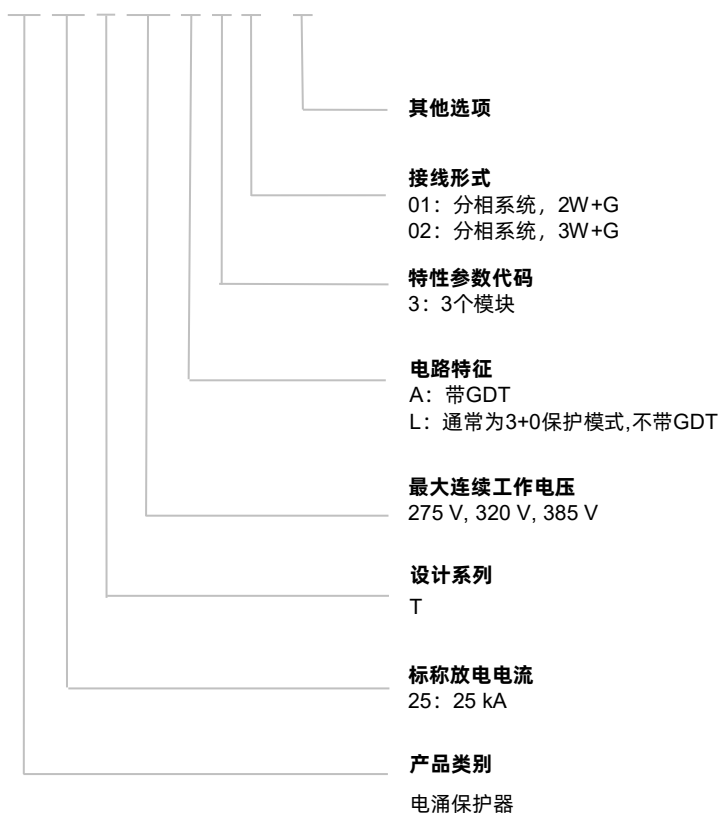 其他选项
接线形式
01：分相系统，2W+G
02：分相系统，3W+G
特性参数代码
3：3个模块
电路特征
A：带GDT
L：通常为3+0保护模式,不带GDT
最大连续工作电压
275 V, 320 V, 385 V
设计系列
T
标称放电电流
25：25 kA
产品类别
电涌保护器